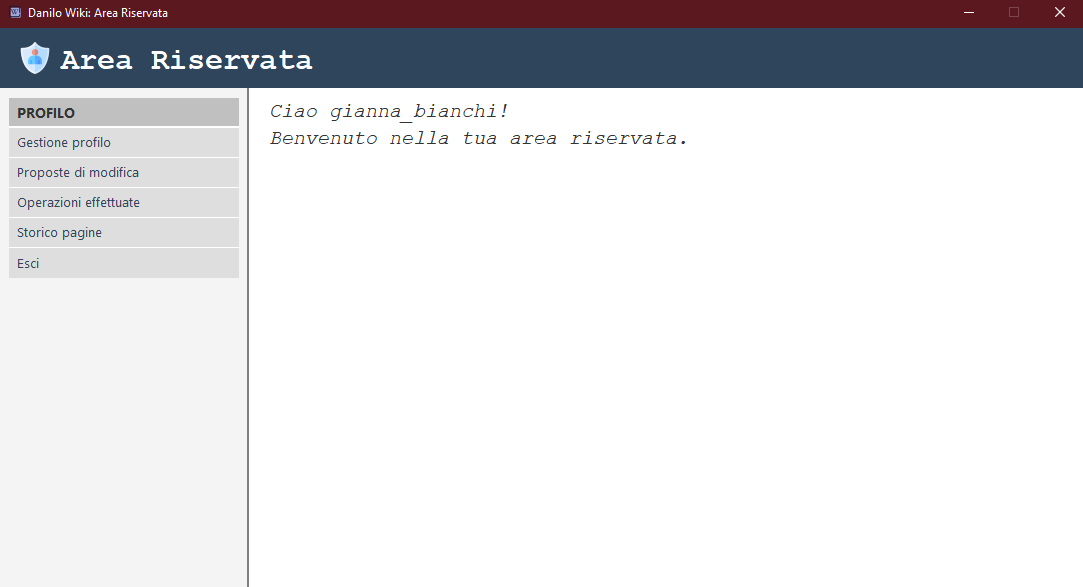 Danilo Wiki: Area Riservata
Area Riservata
PROFILO
Gestione profilo
Proposte di modifica
Operazioni effettuate
Storico pagine
Esci
Ciao gianna_bianchi!
Benvenuto nella tua area riservata.